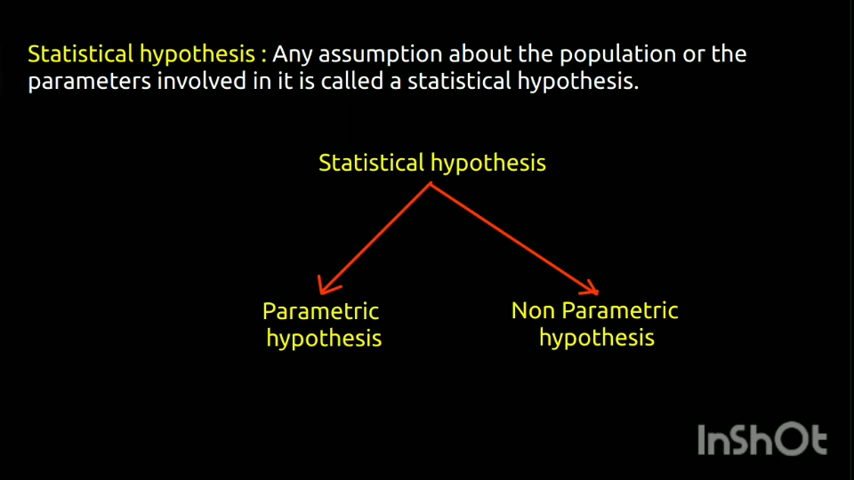 Statistical hypothesis : Any assumption about the population or the
parameters involved in it is called a statistical hypothesis.
Statistical hypothesis
Parametric
hypothesis
Non Parametric
hypothesis
InShOt